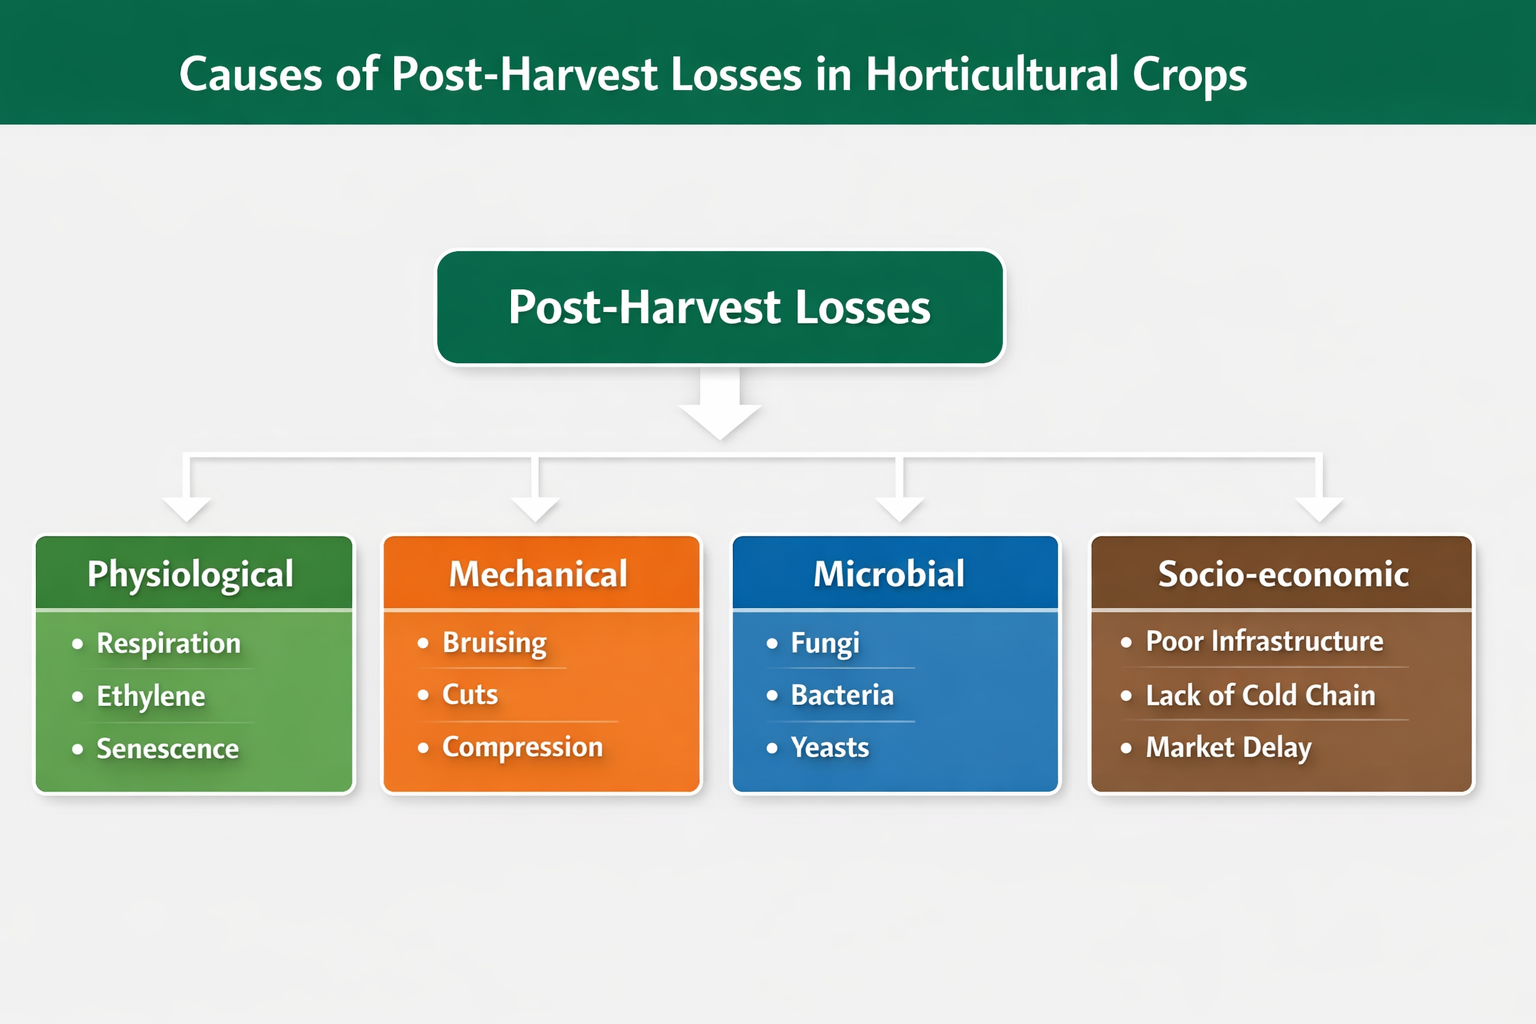 Causes of Post-Harvest Losses in Horticultural Crops
Post-Harvest Losses
Physiological
• Respiration
• Ethylene
• Senescence
Mechanical
• Bruising
• Cuts
• Compression
Microbial
• Fungi
• Bacteria
• Yeasts
Socio-economic
• Poor Infrastructure
• Lack of Cold Chain
• Market Delay